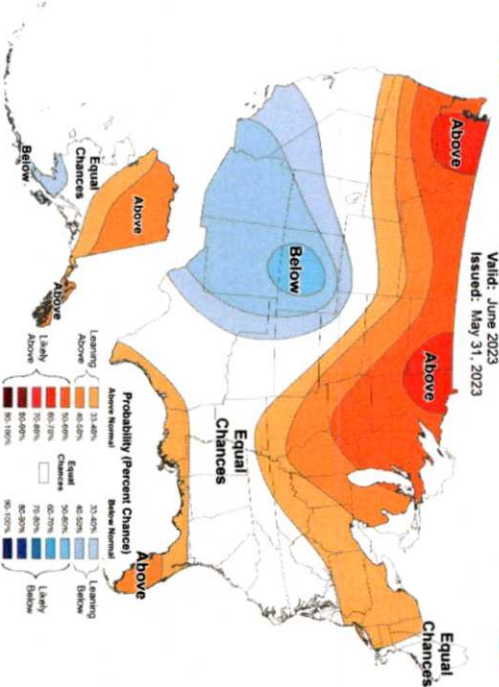 Valid: June 2023
Issued: May 31, 2023
Above
Above
Below
Equal
Chances
Equal
Chances
Above
Above
Equal
Chances
Below
Above
Probability (Percent Chance)
Above Normal
Below Normal
Leaning
Above
33-40%
40-50%
Likely
Above
50-60%
60-70%
70-80%
80-90%
90-100%
Equal
Chances
33-40%
40-50%
Leaning
Below
50-60%
60-70%
70-80%
80-90%
90-100%
Likely
Below